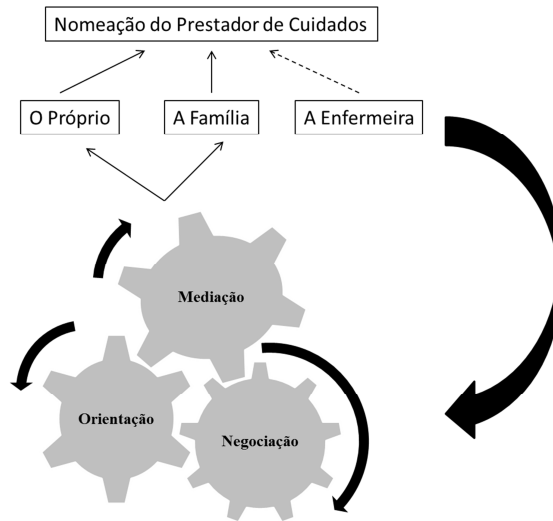 Nomeação do Prestador de Cuidados
O Próprio
A Família
A Enfermeira
Mediação
Orientação
Negociação